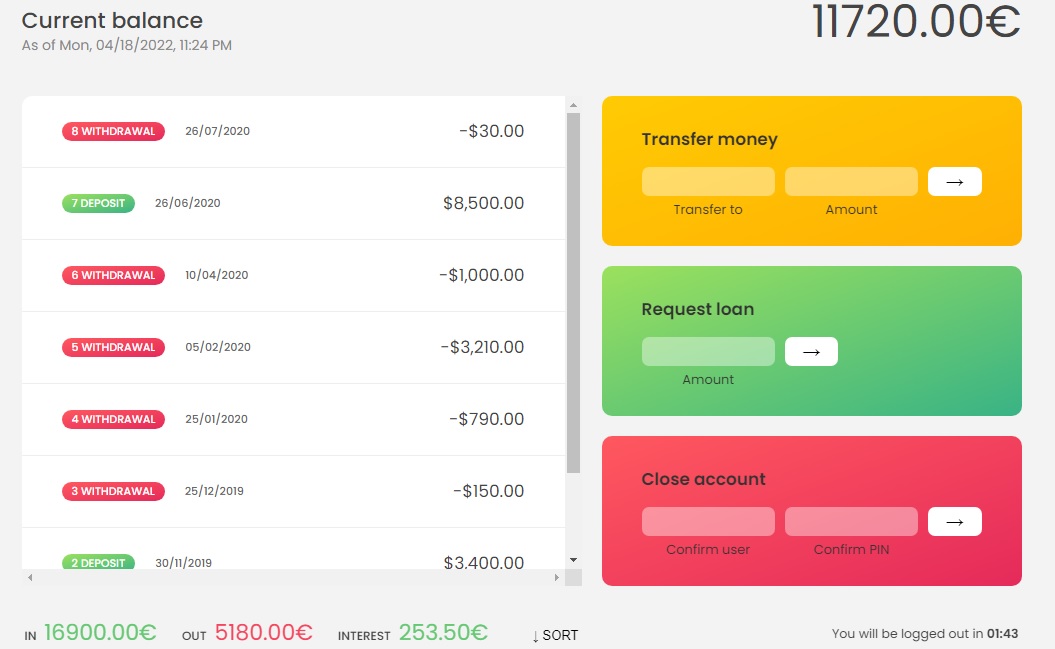 Current balance
As of Mon, 04/18/2022, 11:24 PM
11720.00€
8 WITHDRAWAL 26/07/2020 -$30.00
7 DEPOSIT 26/06/2020 $8,500.00
6 WITHDRAWAL 10/04/2020 -$1,000.00
5 WITHDRAWAL 05/02/2020 -$3,210.00
4 WITHDRAWAL 25/01/2020 -$790.00
3 WITHDRAWAL 25/12/2019 -$150.00
2 DEPOSIT 30/11/2019 $3,400.00
Transfer money
→
Transfer to Amount
Request loan
→
Amount
Close account
→
Confirm user Confirm PIN
IN 16900.00€ OUT 5180.00€ INTEREST 253.50€ ↓ SORT
You will be logged out in 01:43